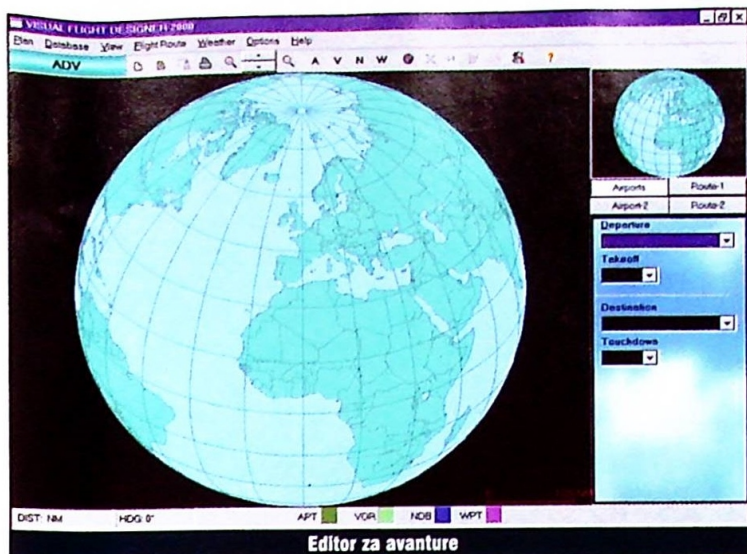 VISUAL FLIGHT DESIGNER 2000
Plan Database View Flight Route Weather Options Help
ADV
A V N W ?
Airports Route-1
Airport-2 Route-2
Departure
Takeoff
Destination
Touchdown
DIST: NM HDG: 0° APT VOR NDB WPT
Editor za avanture